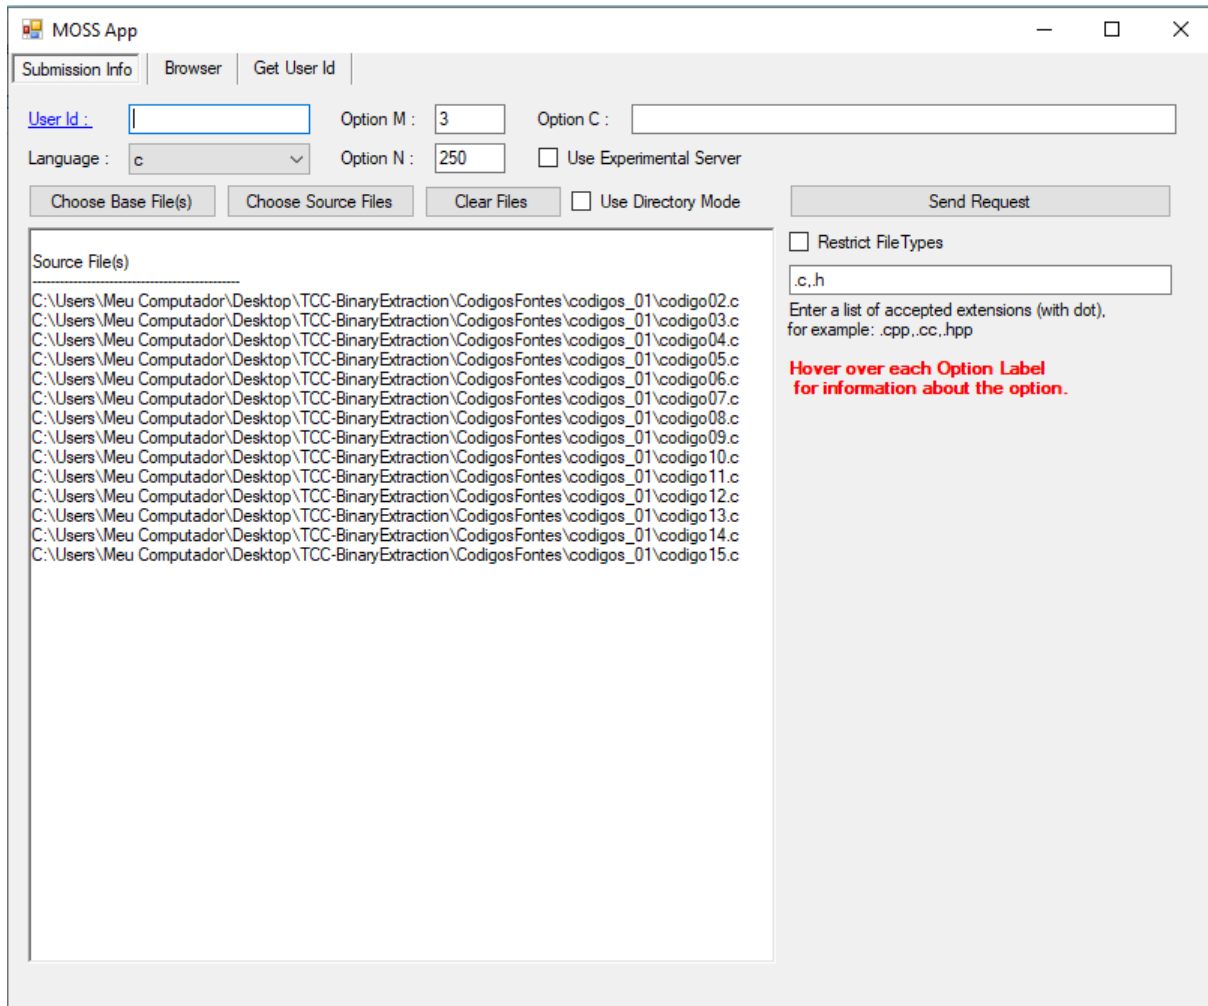 MOSS App
Submission Info Browser Get User Id
User Id : Option M : 3 Option C :
Language : c Option N : 250 Use Experimental Server
Choose Base File(s) Choose Source Files Clear Files Use Directory Mode Send Request
Restrict FileTypes
.c,.h
Enter a list of accepted extensions (with dot),
for example: .cpp,.cc,.hpp
Hover over each Option Label
for information about the option.
Source File(s)
----------------------------------------------
C:\Users\Meu Computador\Desktop\TCC-BinaryExtraction\CodigosFontes\codigos_01\codigo02.c
C:\Users\Meu Computador\Desktop\TCC-BinaryExtraction\CodigosFontes\codigos_01\codigo03.c
C:\Users\Meu Computador\Desktop\TCC-BinaryExtraction\CodigosFontes\codigos_01\codigo04.c
C:\Users\Meu Computador\Desktop\TCC-BinaryExtraction\CodigosFontes\codigos_01\codigo05.c
C:\Users\Meu Computador\Desktop\TCC-BinaryExtraction\CodigosFontes\codigos_01\codigo06.c
C:\Users\Meu Computador\Desktop\TCC-BinaryExtraction\CodigosFontes\codigos_01\codigo07.c
C:\Users\Meu Computador\Desktop\TCC-BinaryExtraction\CodigosFontes\codigos_01\codigo08.c
C:\Users\Meu Computador\Desktop\TCC-BinaryExtraction\CodigosFontes\codigos_01\codigo09.c
C:\Users\Meu Computador\Desktop\TCC-BinaryExtraction\CodigosFontes\codigos_01\codigo10.c
C:\Users\Meu Computador\Desktop\TCC-BinaryExtraction\CodigosFontes\codigos_01\codigo11.c
C:\Users\Meu Computador\Desktop\TCC-BinaryExtraction\CodigosFontes\codigos_01\codigo12.c
C:\Users\Meu Computador\Desktop\TCC-BinaryExtraction\CodigosFontes\codigos_01\codigo13.c
C:\Users\Meu Computador\Desktop\TCC-BinaryExtraction\CodigosFontes\codigos_01\codigo14.c
C:\Users\Meu Computador\Desktop\TCC-BinaryExtraction\CodigosFontes\codigos_01\codigo15.c